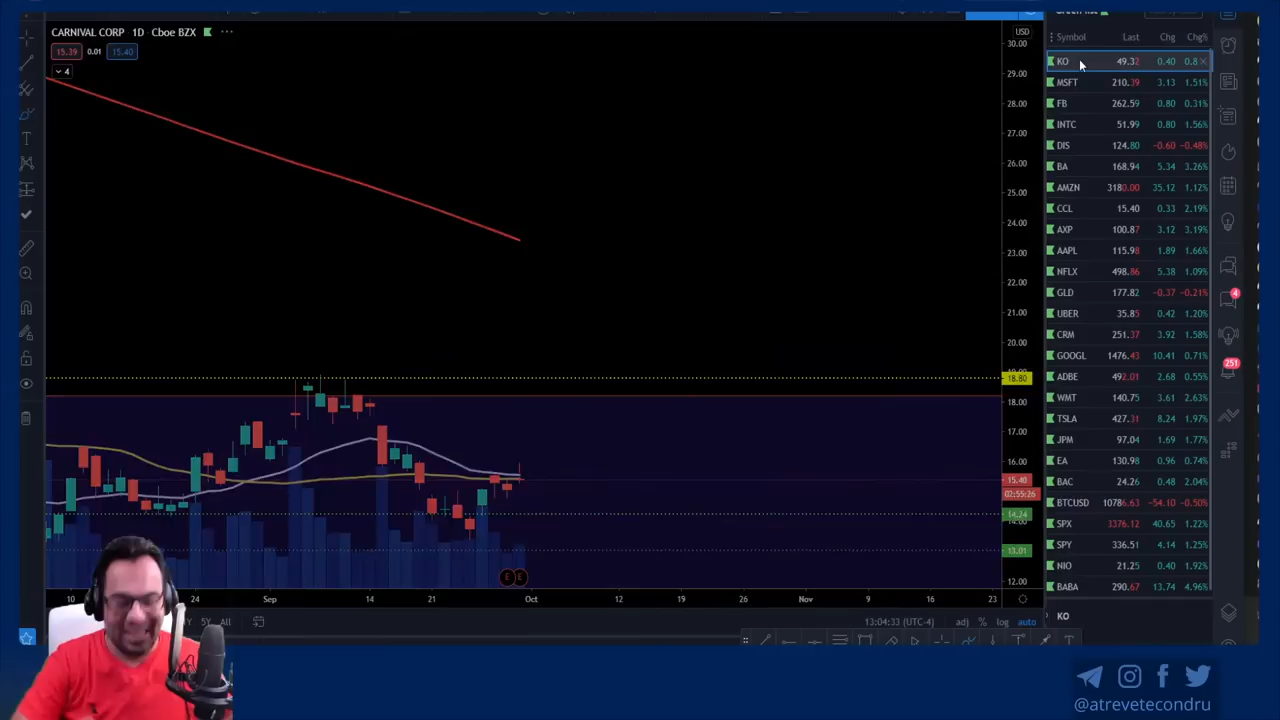 CARNIVAL CORP · 1D · Cboe BZX
USD
15.39 0.01 15.40
4
30.00
29.00
28.00
27.00
26.00
25.00
24.00
23.00
22.00
21.00
20.00
18.80
18.00
17.00
16.00
15.40
02:55:26
14.24
14.00
13.01
12.00
E E
10 24 Sep 14 21 Oct 12 19 26 Nov 9 16 23
5Y All
13:04:33 (UTC-4) adj % log auto
Symbol Last Chg Chg%
KO 49.32 0.40 0.8
MSFT 210.39 3.13 1.51%
FB 262.59 0.80 0.31%
INTC 51.99 0.80 1.56%
DIS 124.80 -0.60 -0.48%
BA 168.94 5.34 3.26%
AMZN 3180.00 35.12 1.12%
CCL 15.40 0.33 2.19%
AXP 100.87 3.12 3.19%
AAPL 115.98 1.89 1.66%
NFLX 498.86 5.38 1.09%
GLD 177.82 -0.37 -0.21%
UBER 35.85 0.42 1.20%
CRM 251.37 3.92 1.58%
GOOGL 1476.43 10.41 0.71%
ADBE 492.01 2.68 0.55%
WMT 140.75 3.61 2.63%
TSLA 427.31 8.24 1.97%
JPM 97.04 1.69 1.77%
EA 130.98 0.96 0.74%
BAC 24.26 0.48 2.04%
BTCUSD 10786.63 -54.10 -0.50%
SPX 3376.12 40.65 1.22%
SPY 336.51 4.14 1.25%
NIO 21.25 0.40 1.92%
BABA 290.67 13.74 4.96%
KO
4
251
@atrevetecondru